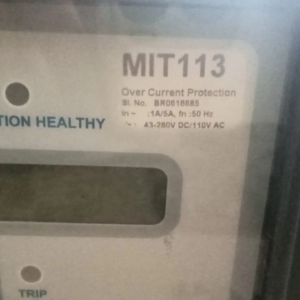 MIT113
Over Current Protection
Sl. No. BR0616685
In ~ :1A/5A, fn :50 Hz
43-280V DC/110V AC
TION HEALTHY
TRIP